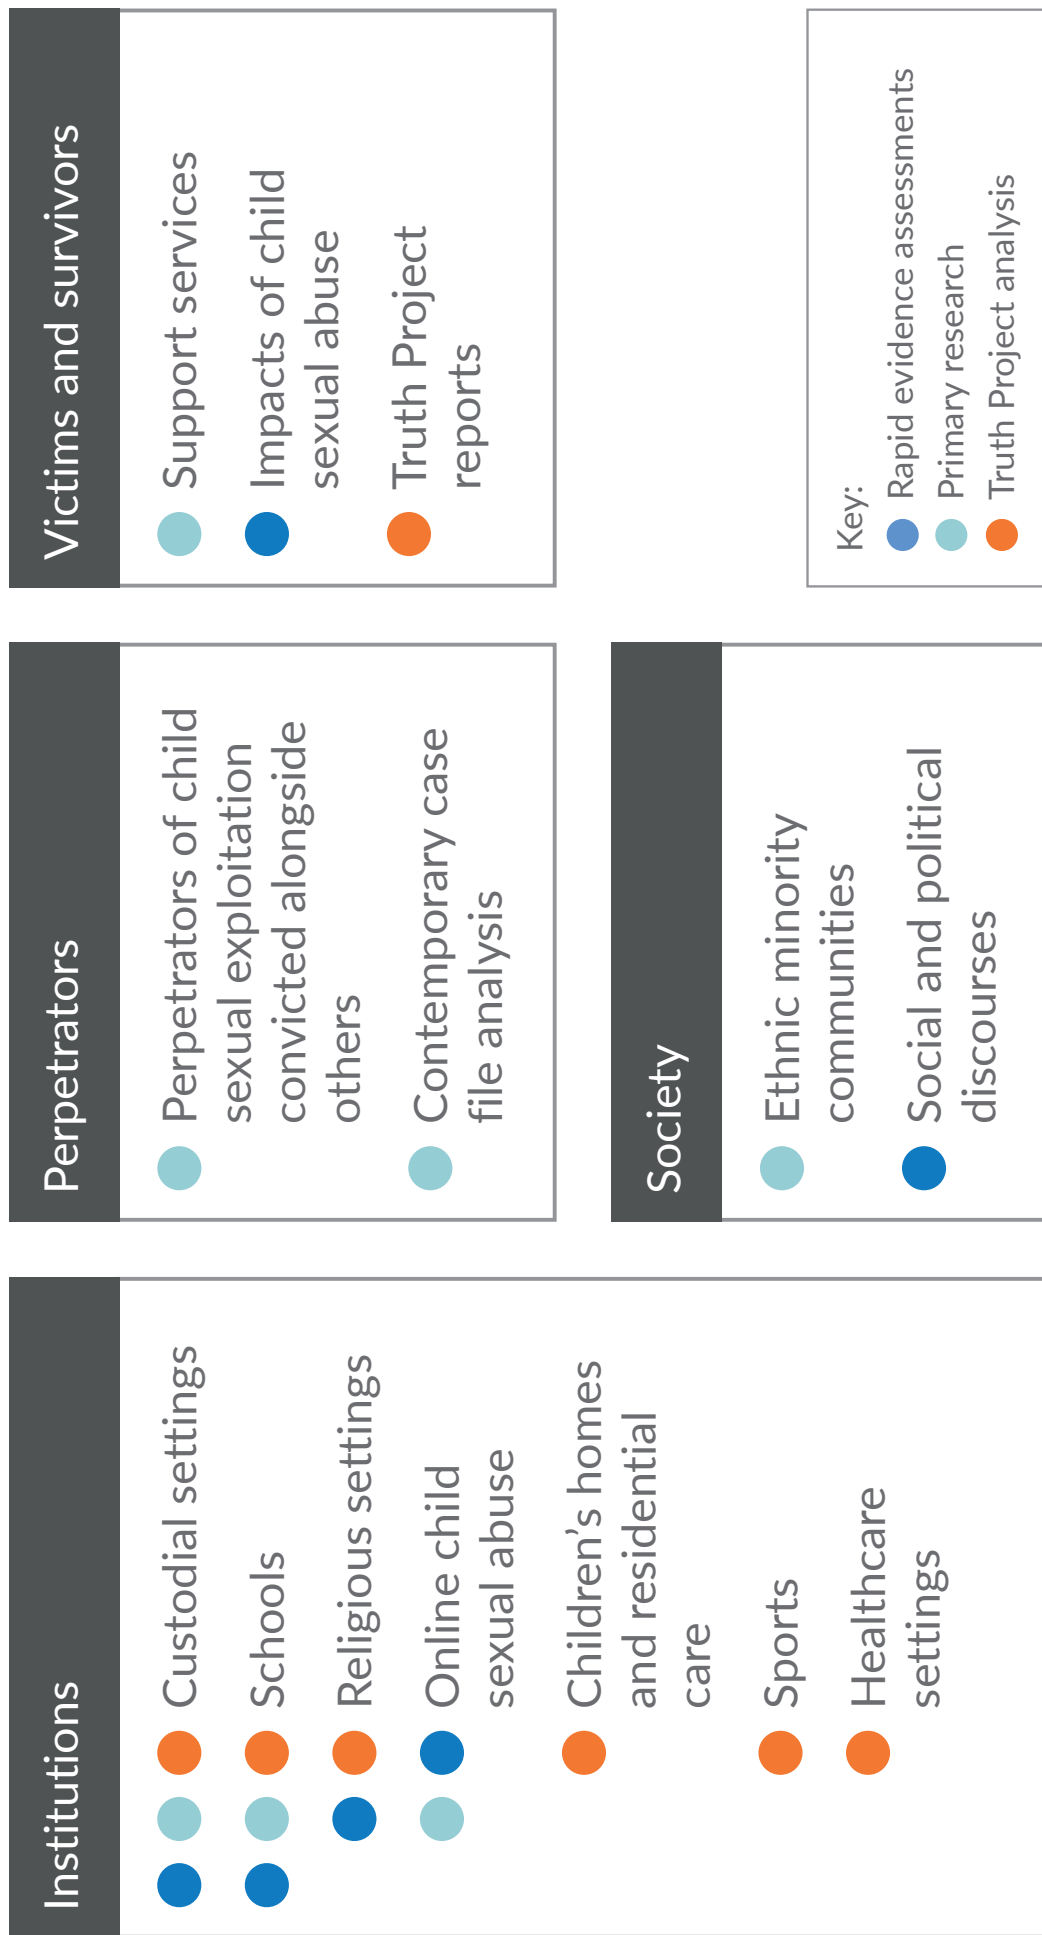 Institutions
Custodial settings
Schools
Religious settings
Online child
sexual abuse
Children’s homes
and residential
care
Sports
Healthcare
settings
Perpetrators
Perpetrators of child
sexual exploitation
convicted alongside
others
Contemporary case
file analysis
Society
Ethnic minority
communities
Social and political
discourses
Victims and survivors
Support services
Impacts of child
sexual abuse
Truth Project
reports
Key:
Rapid evidence assessments
Primary research
Truth Project analysis